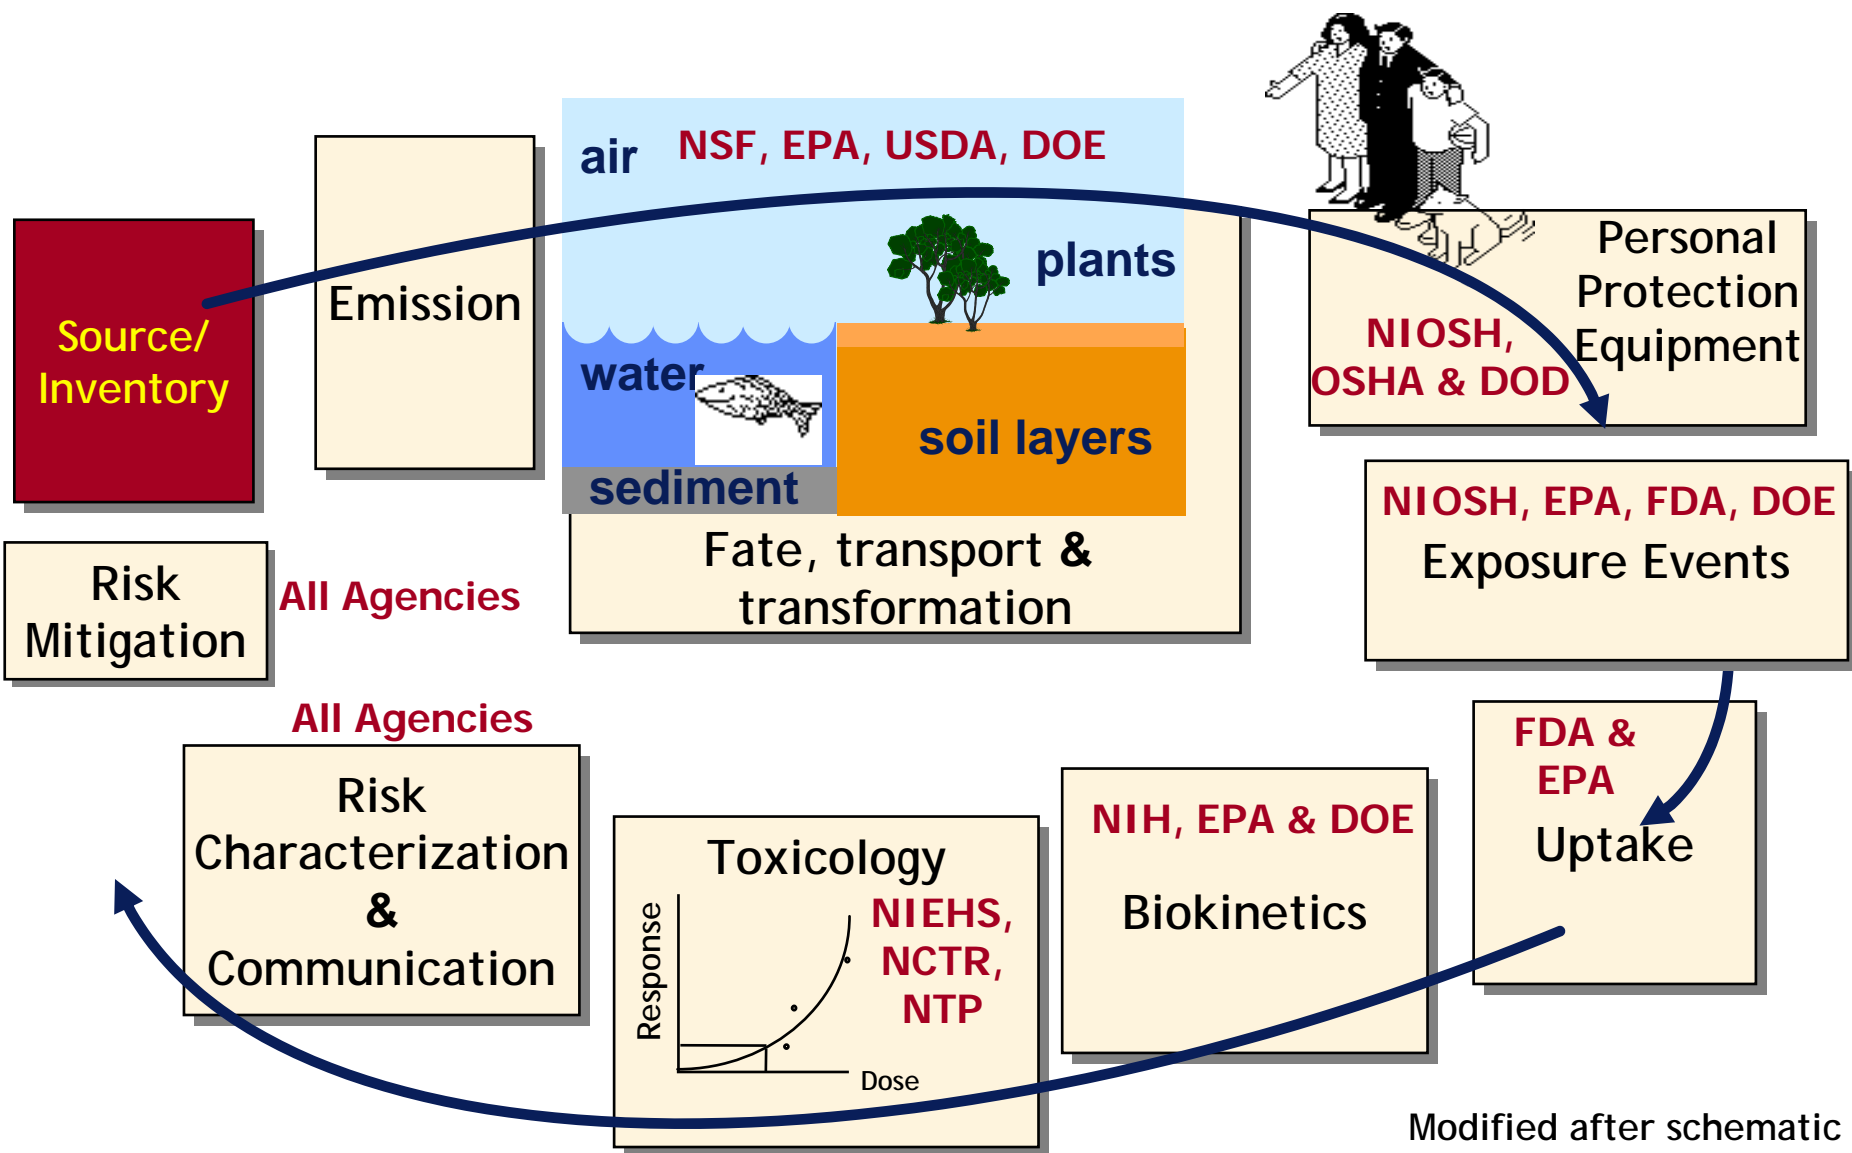 Source/
Inventory
Emission
air
NSF, EPA, USDA, DOE
plants
water
soil layers
sediment
Fate, transport &
transformation
Personal
Protection
Equipment
NIOSH,
OSHA & DOD
NIOSH, EPA, FDA, DOE
Exposure Events
FDA &
EPA
Uptake
NIH, EPA & DOE
Biokinetics
Toxicology
NIEHS,
NCTR,
NTP
Response
Dose
All Agencies
Risk
Characterization
&
Communication
Risk
Mitigation
All Agencies
Modified after schematic